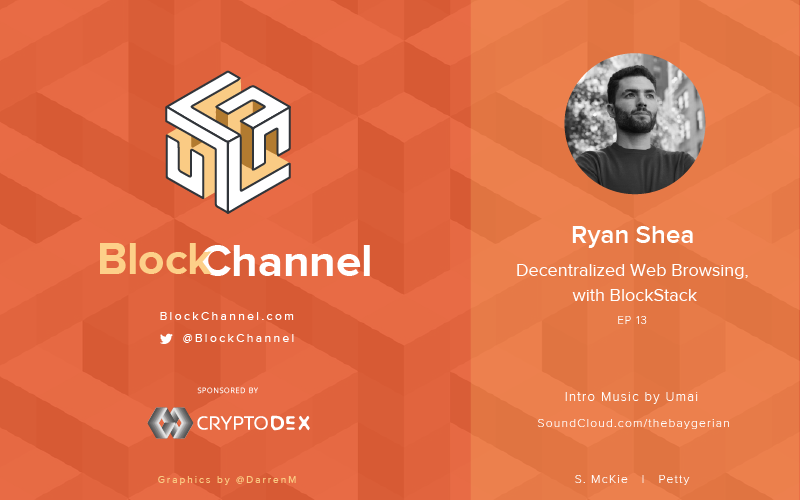 BlockChannel
BlockChannel.com
@BlockChannel
SPONSORED BY
CRYPTODEX
Graphics by @DarrenM
Ryan Shea
Decentralized Web Browsing,
with BlockStack
EP 13
Intro Music by Umai
SoundCloud.com/thebaygerian
S. McKie | Petty